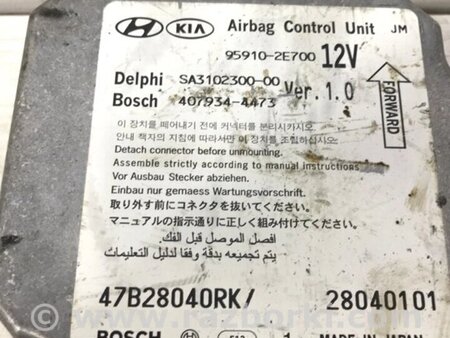 HYUNDAI KIA Airbag Control Unit JM
95910-2E700 12V
Delphi SA3102300-00 Ver. 1.0
Bosch 407934-4473
FORWARD
이 장치를 떼어내기 전에 커넥터를 분리시키시오.
안내 책자의 지침에 따라 이 장치를 조립하십시오
Detach connector before unmounting.
Assemble strictly according to manual instructions
Vor Ausbau Stecker abziehen.
Einbau nur gemaess Wartungsvorschrift.
取り外す前にコネクタを抜いてください。
マニュアルの指示通りに正しく組み付けてください
افصل الموصل قبل الفك.
يتم تجميعه بدقة وفقا لدليل التعليمات
47B28040RK/ 28040101
BOSCH MADE IN JAPAN
© www.razborkr.com